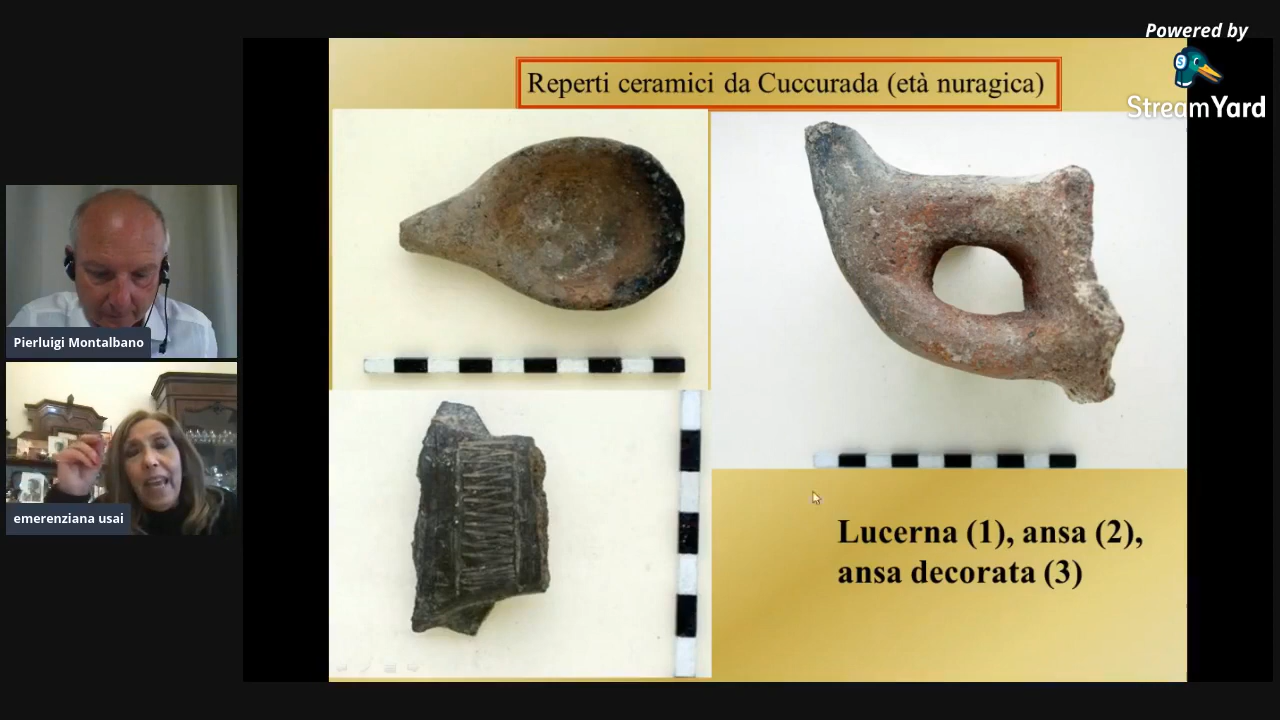 Powered by
StreamYard
Reperti ceramici da Cuccurada (età nuragica)
Pierluigi Montalbano
emerenziana usai
Lucerna (1), ansa (2),
ansa decorata (3)